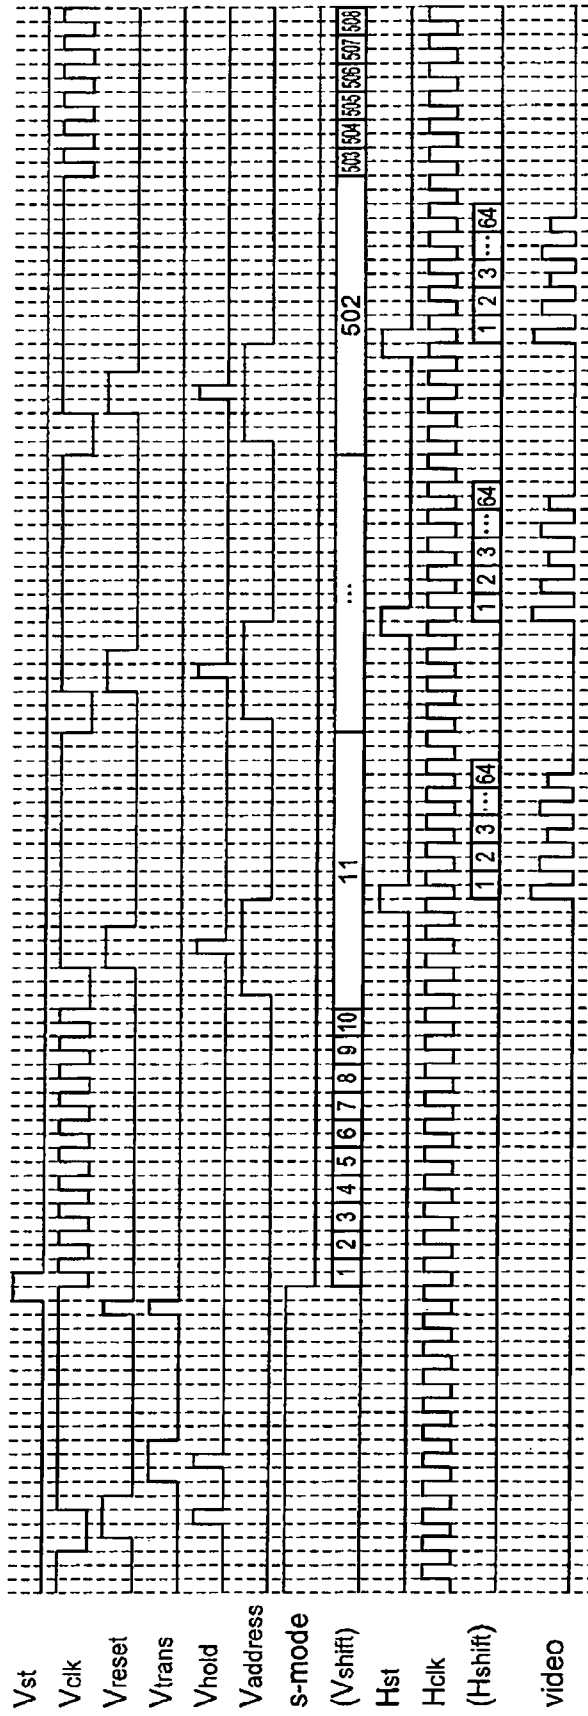 Vst
Vclk
Vreset
Vtrans
Vhold
Vaddress
s-mode
(Vshift) 1 2 3 4 5 6 7 8 9 10 11 ... 502 503 504 505 506 507 508
Hst
Hclk
(Hshift) 1 2 3 ... 64 1 2 3 ... 64 1 2 3 ... 64
video